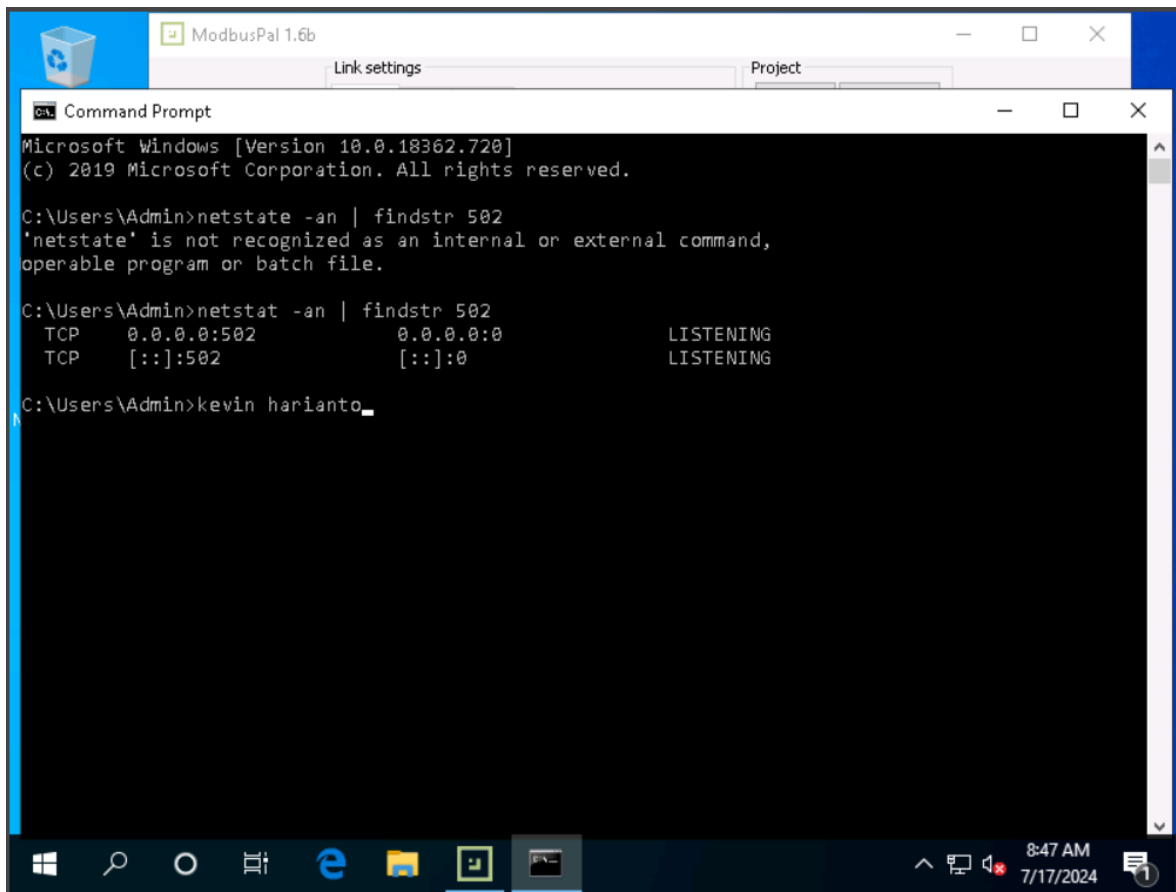 ModbusPal 1.6b
Link settings
Project
Command Prompt
Microsoft Windows [Version 10.0.18362.720]
(c) 2019 Microsoft Corporation. All rights reserved.
C:\Users\Admin>netstate -an | findstr 502
'netstate' is not recognized as an internal or external command,
operable program or batch file.
C:\Users\Admin>netstat -an | findstr 502
TCP 0.0.0.0:502 0.0.0.0:0 LISTENING
TCP [::]:502 [::]:0 LISTENING
C:\Users\Admin>kevin harianto_
8:47 AM
7/17/2024
1